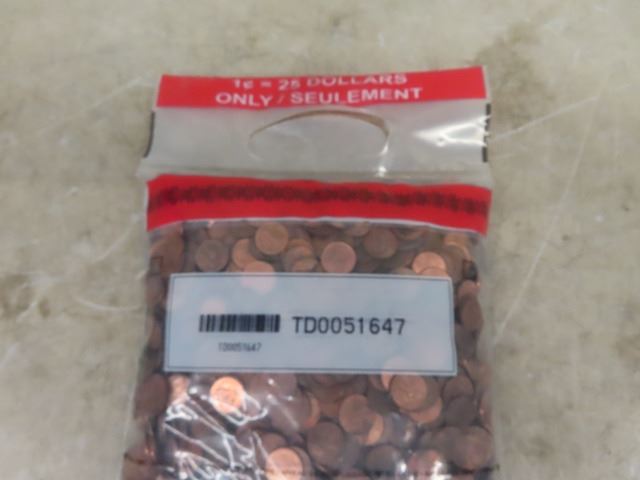 1¢ = 25 DOLLARS
ONLY / SEULEMENT
TD0051647
TD0051647